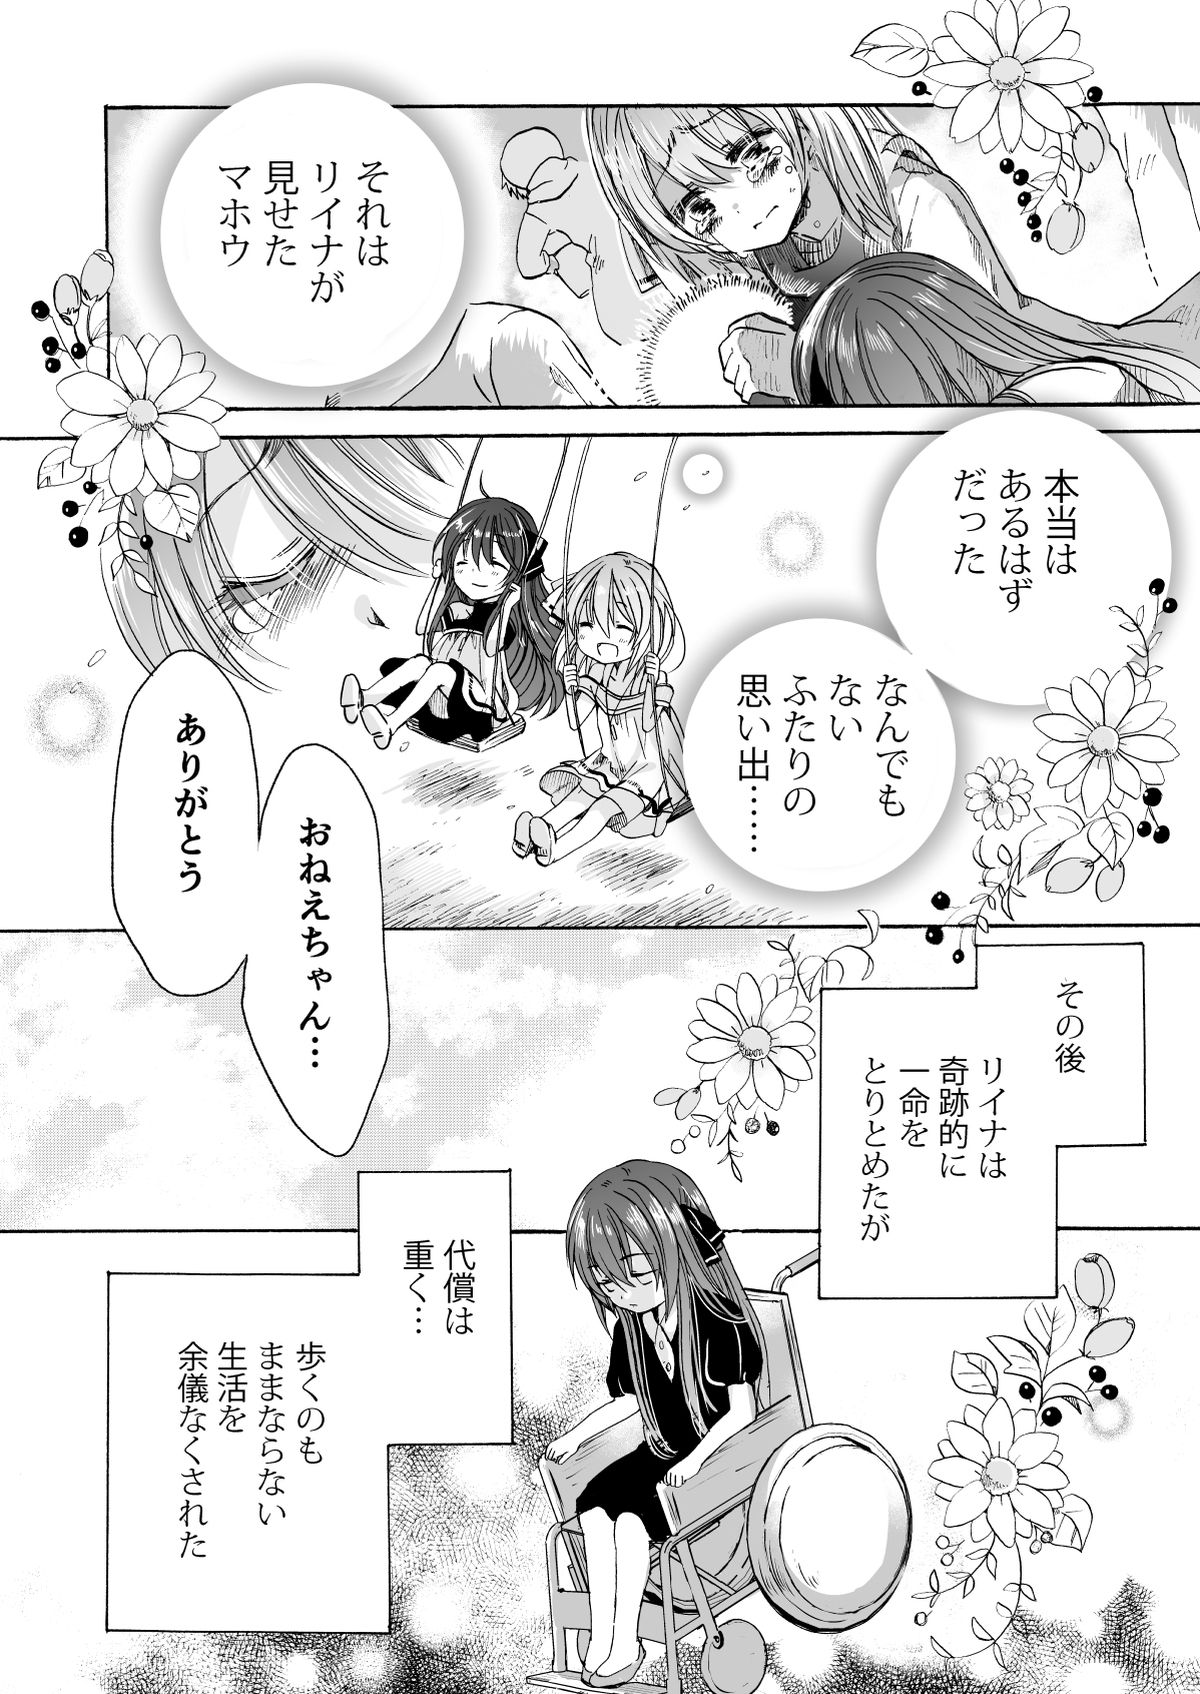 それは
リイナが
見せた
マホウ
本当は
あるはず
だった
なんでも
ない
ふたりの
思い出……
おねえちゃん…
ありがとう
その後
リイナは
奇跡的に
一命を
とりとめたが
代償は
重く…
歩くのも
ままならない
生活を
余儀なくされた